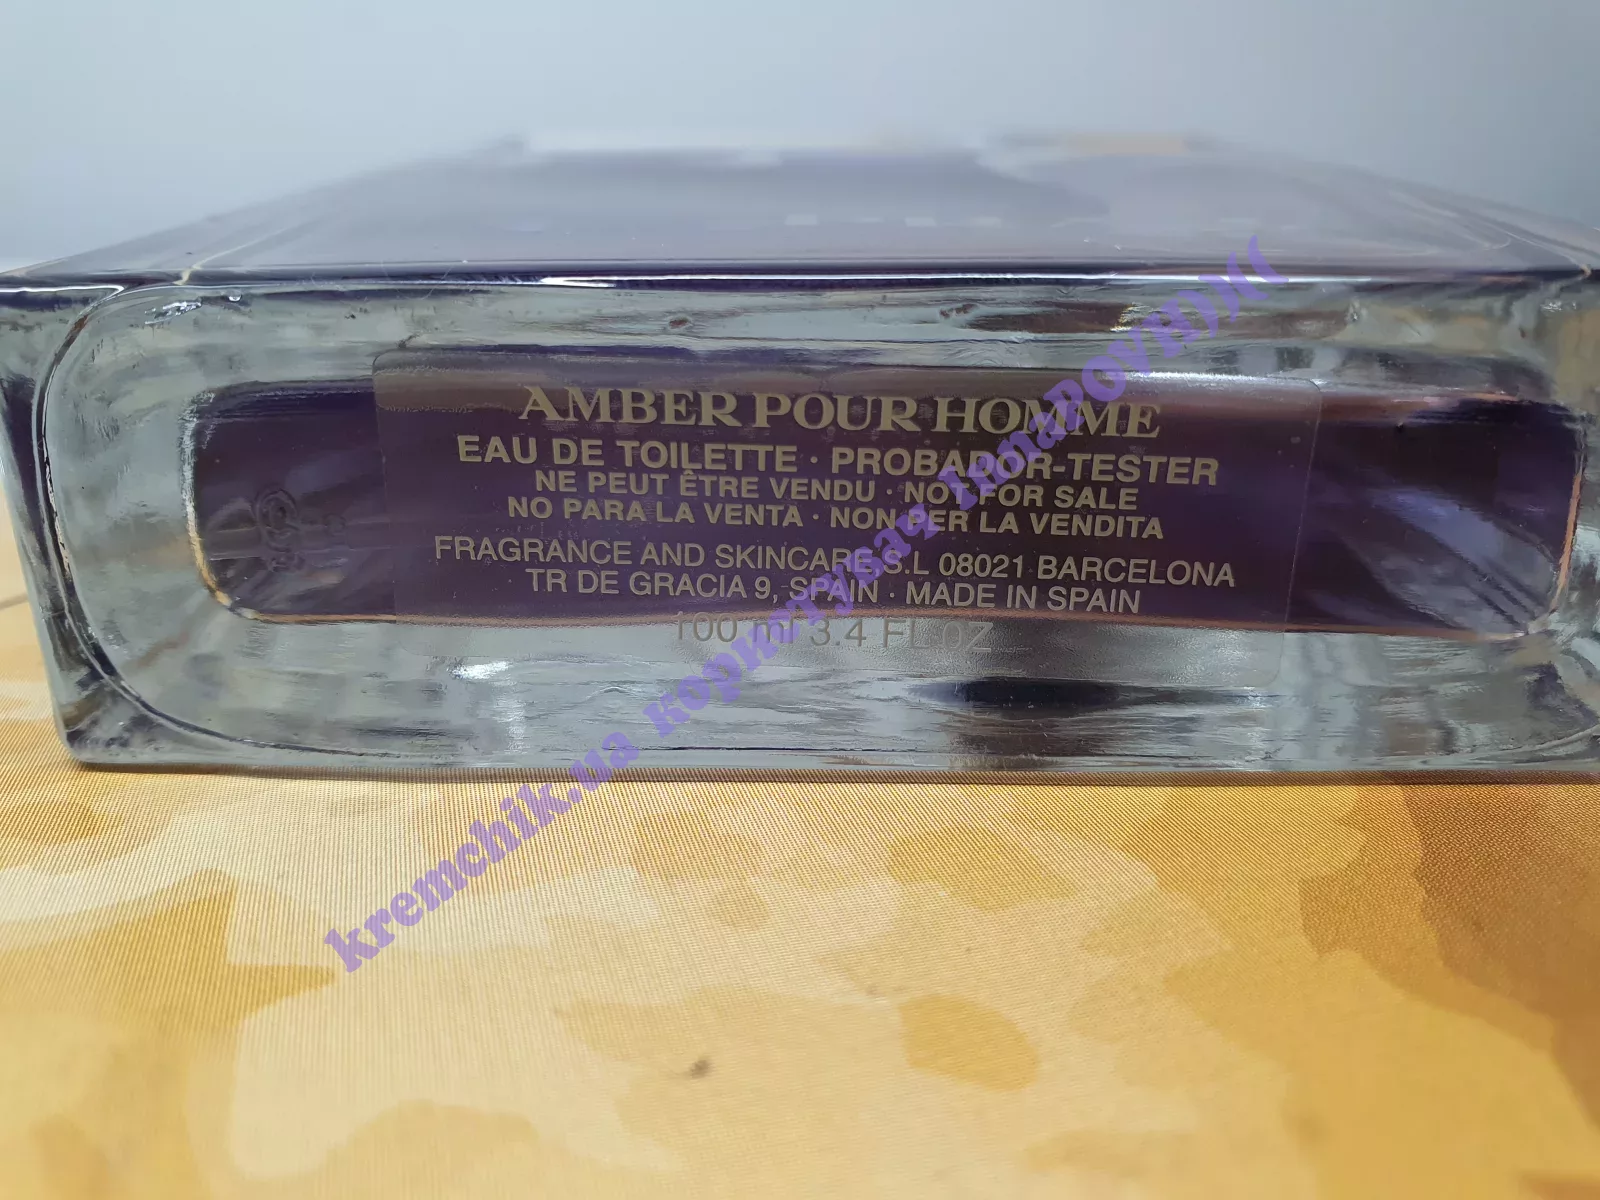 AMBER POUR HOMME
EAU DE TOILETTE · PROBADOR-TESTER
NE PEUT ÊTRE VENDU · NOT FOR SALE
NO PARA LA VENTA · NON PER LA VENDITA
FRAGRANCE AND SKINCARE, S.L 08021 BARCELONA
TR DE GRACIA 9, SPAIN · MADE IN SPAIN
100 ml 3.4 FL OZ
kremchik.ua користувач InnaPOVH)X(